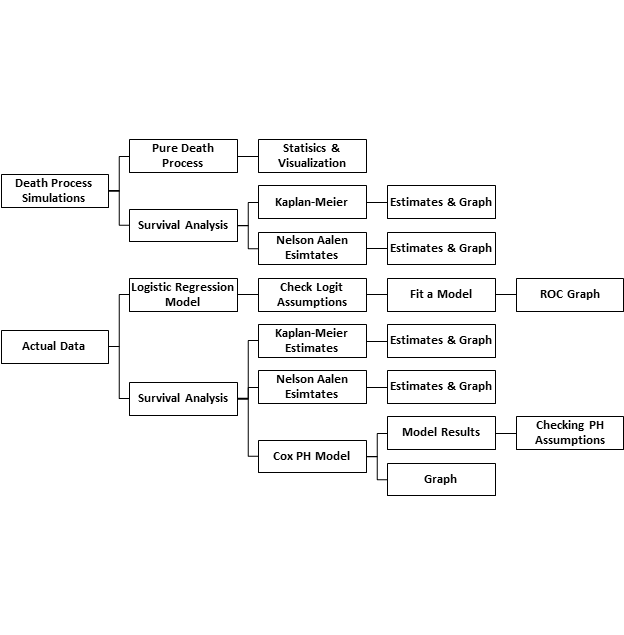 Pure Death
Process
Statisics &
Visualization
Death Process
Simulations
Kaplan-Meier
Estimates & Graph
Survival Analysis
Nelson Aalen
Esimtates
Estimates & Graph
Logistic Regression
Model
Check Logit
Assumptions
Fit a Model
ROC Graph
Actual Data
Kaplan-Meier
Estimates
Estimates & Graph
Survival Analysis
Nelson Aalen
Esimtates
Estimates & Graph
Cox PH Model
Model Results
Checking PH
Assumptions
Graph